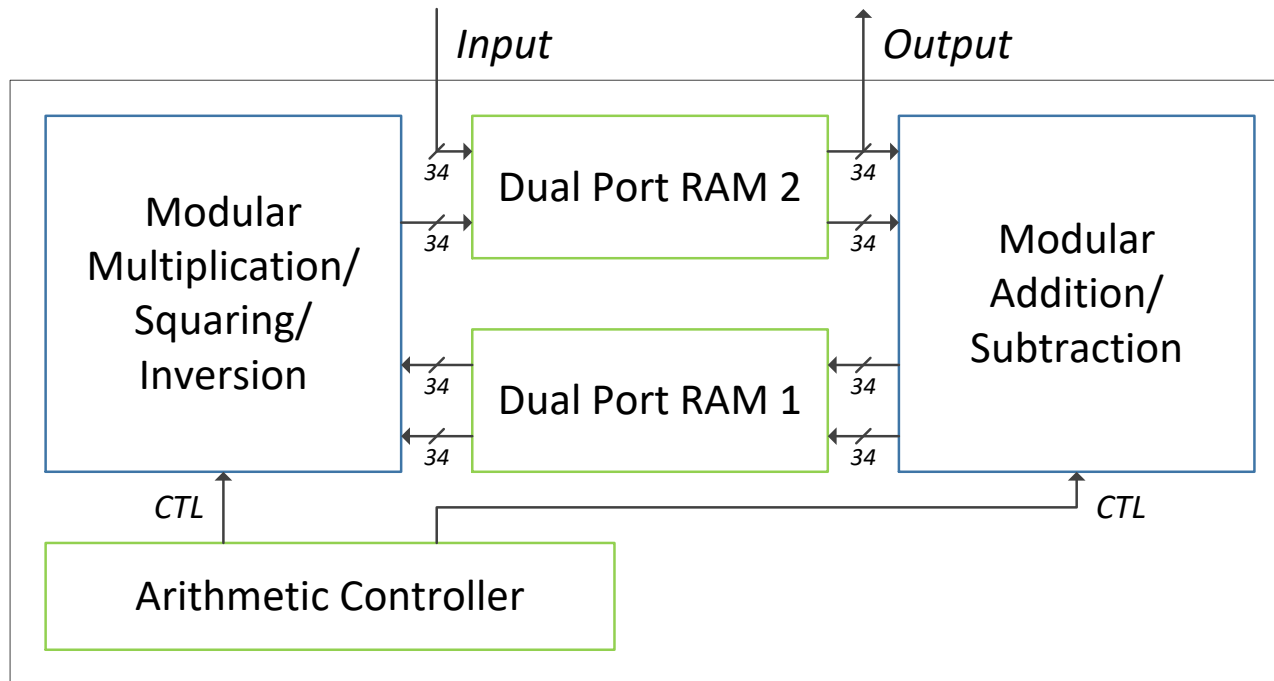 Input
Output
Modular
Multiplication/
Squaring/
Inversion
34
34
Dual Port RAM 2
34
34
Modular
Addition/
Subtraction
34
34
Dual Port RAM 1
34
34
CTL
CTL
Arithmetic Controller